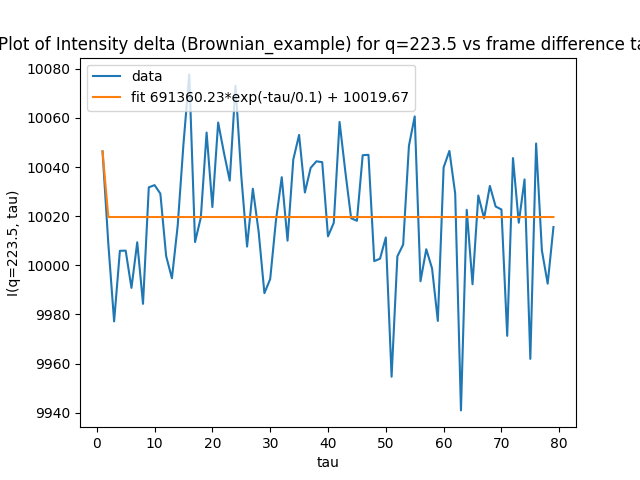 Plot of Intensity delta (Brownian_example) for q=223.5 vs frame difference ta
data
fit 691360.23*exp(-tau/0.1) + 10019.67
I(q=223.5, tau)
10080
10060
10040
10020
10000
9980
9960
9940
0 10 20 30 40 50 60 70 80
tau